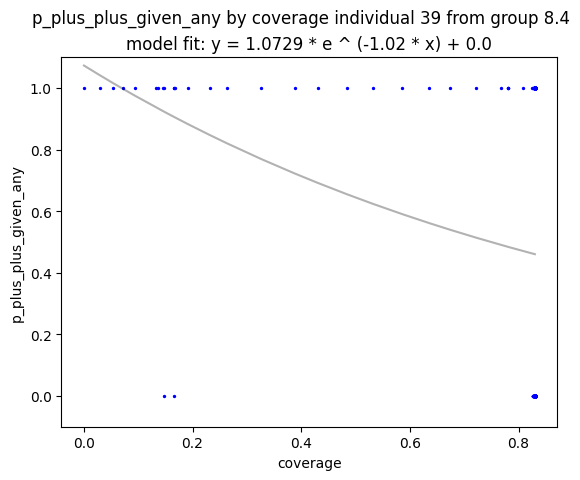 p_plus_plus_given_any by coverage individual 39 from group 8.4
model fit: y = 1.0729 * e ^ (-1.02 * x) + 0.0
p_plus_plus_given_any
1.0
0.8
0.6
0.4
0.2
0.0
0.0 0.2 0.4 0.6 0.8
coverage